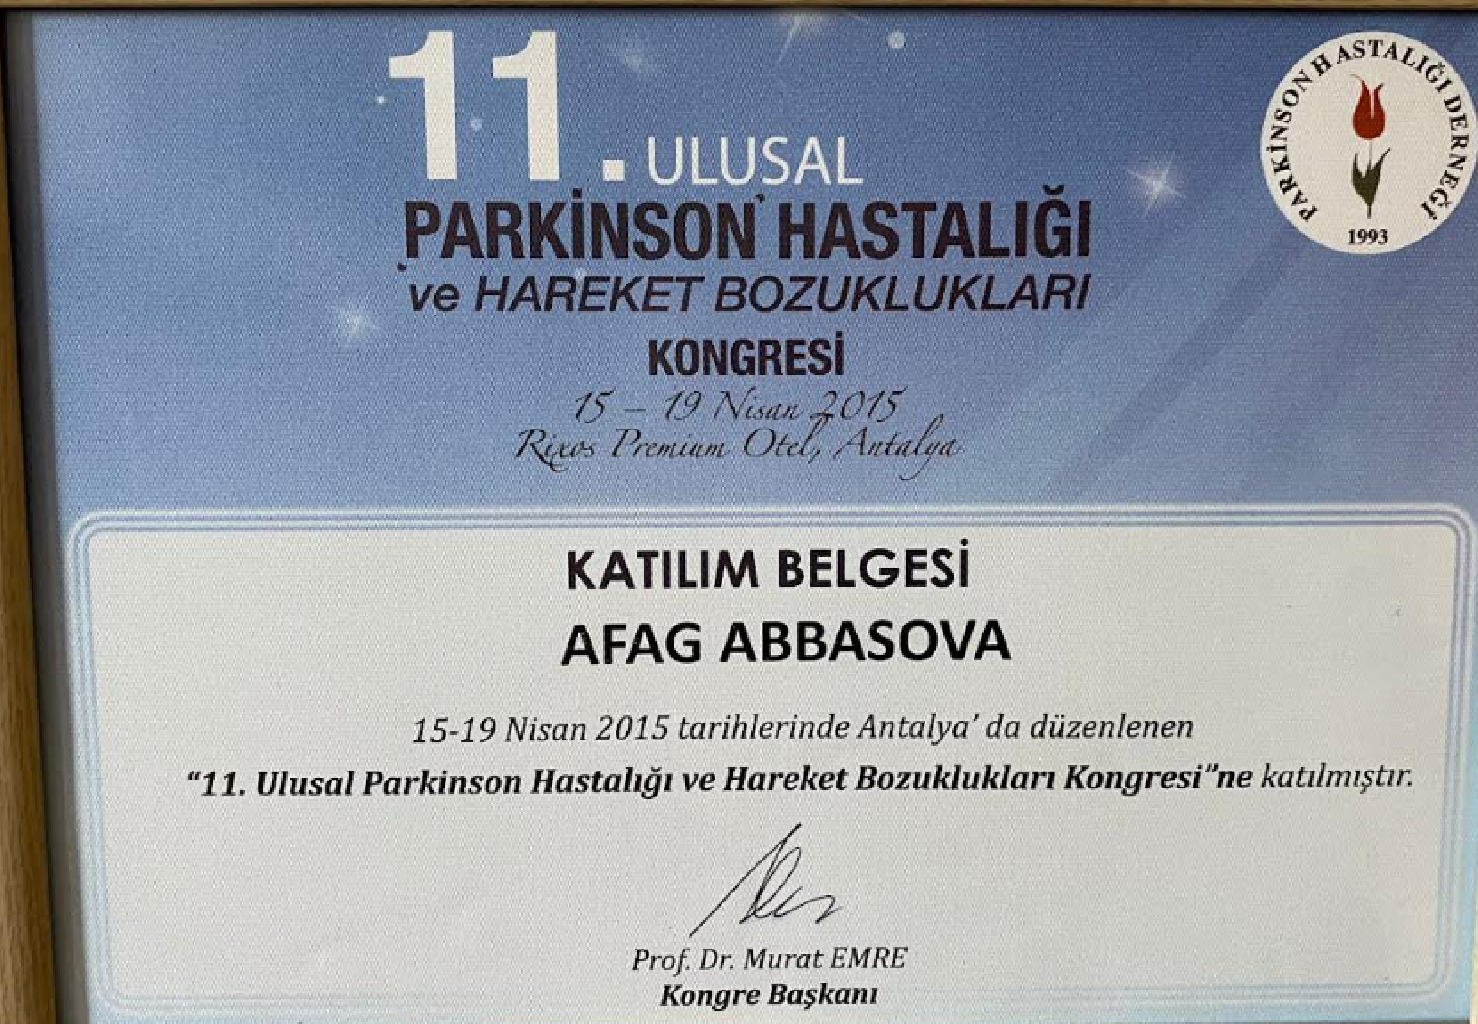 11. ULUSAL
PARKİNSON HASTALIĞI
ve HAREKET BOZUKLUKLARI
KONGRESİ
15 – 19 Nisan 2015
Rixos Premium Otel, Antalya
PARKİNSON HASTALIĞI DERNEĞİ
1993
KATILIM BELGESİ
AFAG ABBASOVA
15-19 Nisan 2015 tarihlerinde Antalya' da düzenlenen
“11. Ulusal Parkinson Hastalığı ve Hareket Bozuklukları Kongresi”ne katılmıştır.
Prof. Dr. Murat EMRE
Kongre Başkanı